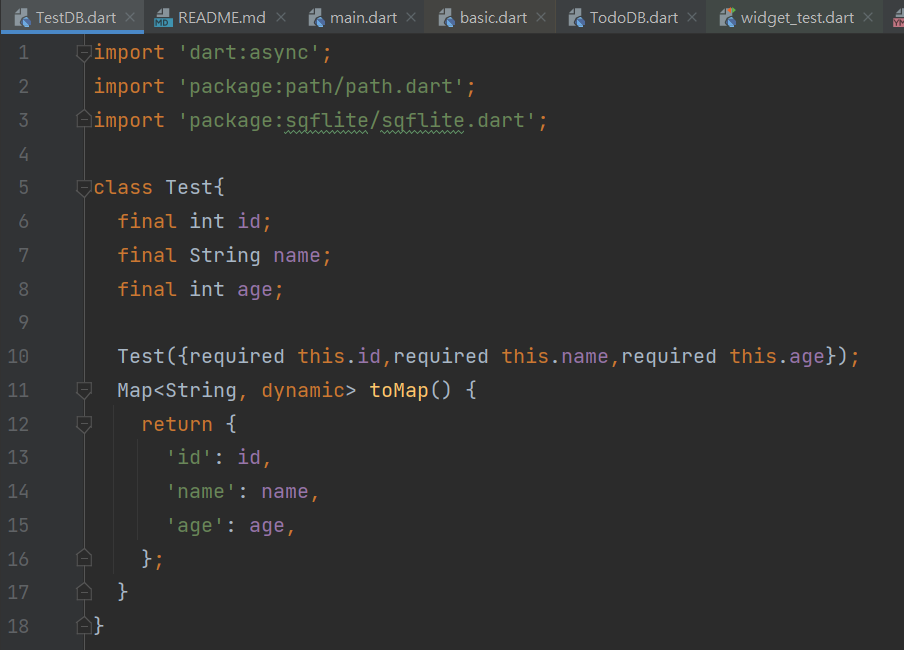 TestDB.dart README.md main.dart basic.dart TodoDB.dart widget_test.dart
1 import 'dart:async';
2 import 'package:path/path.dart';
3 import 'package:sqflite/sqflite.dart';
4
5 class Test{
6 final int id;
7 final String name;
8 final int age;
9
10 Test({required this.id,required this.name,required this.age});
11 Map<String, dynamic> toMap() {
12 return {
13 'id': id,
14 'name': name,
15 'age': age,
16 };
17 }
18 }